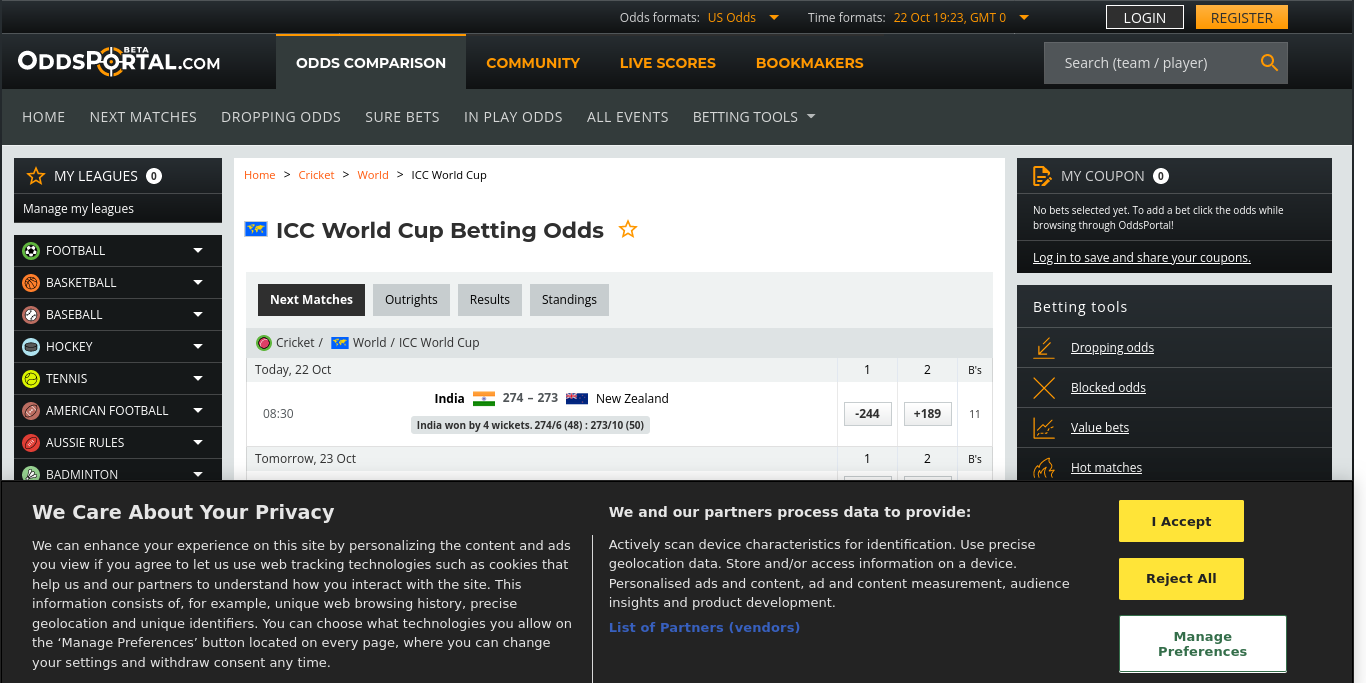 Odds formats: US Odds
Time formats: 22 Oct 19:23, GMT 0
LOGIN
REGISTER
ODDSPORTAL.COM
BETA
ODDS COMPARISON
COMMUNITY
LIVE SCORES
BOOKMAKERS
Search (team / player)
HOME
NEXT MATCHES
DROPPING ODDS
SURE BETS
IN PLAY ODDS
ALL EVENTS
BETTING TOOLS
MY LEAGUES 0
Manage my leagues
FOOTBALL
BASKETBALL
BASEBALL
HOCKEY
TENNIS
AMERICAN FOOTBALL
AUSSIE RULES
BADMINTON
Home > Cricket > World > ICC World Cup
ICC World Cup Betting Odds
Next Matches
Outrights
Results
Standings
Cricket / World / ICC World Cup
Today, 22 Oct 1 2 B's
India 274 – 273 New Zealand
08:30 -244 +189 11
India won by 4 wickets. 274/6 (48) : 273/10 (50)
Tomorrow, 23 Oct 1 2 B's
MY COUPON 0
No bets selected yet. To add a bet click the odds while
browsing through OddsPortal!
Log in to save and share your coupons.
Betting tools
Dropping odds
Blocked odds
Value bets
Hot matches
We Care About Your Privacy
We can enhance your experience on this site by personalizing the content and ads
you view if you agree to let us use web tracking technologies such as cookies that
help us and our partners to understand how you interact with the site. This
information consists of, for example, unique web browsing history, precise
geolocation and unique identifiers. You can choose what technologies you allow on
the ‘Manage Preferences’ button located on every page, where you can change
your settings and withdraw consent any time.
We and our partners process data to provide:
Actively scan device characteristics for identification. Use precise
geolocation data. Store and/or access information on a device.
Personalised ads and content, ad and content measurement, audience
insights and product development.
List of Partners (vendors)
I Accept
Reject All
Manage
Preferences